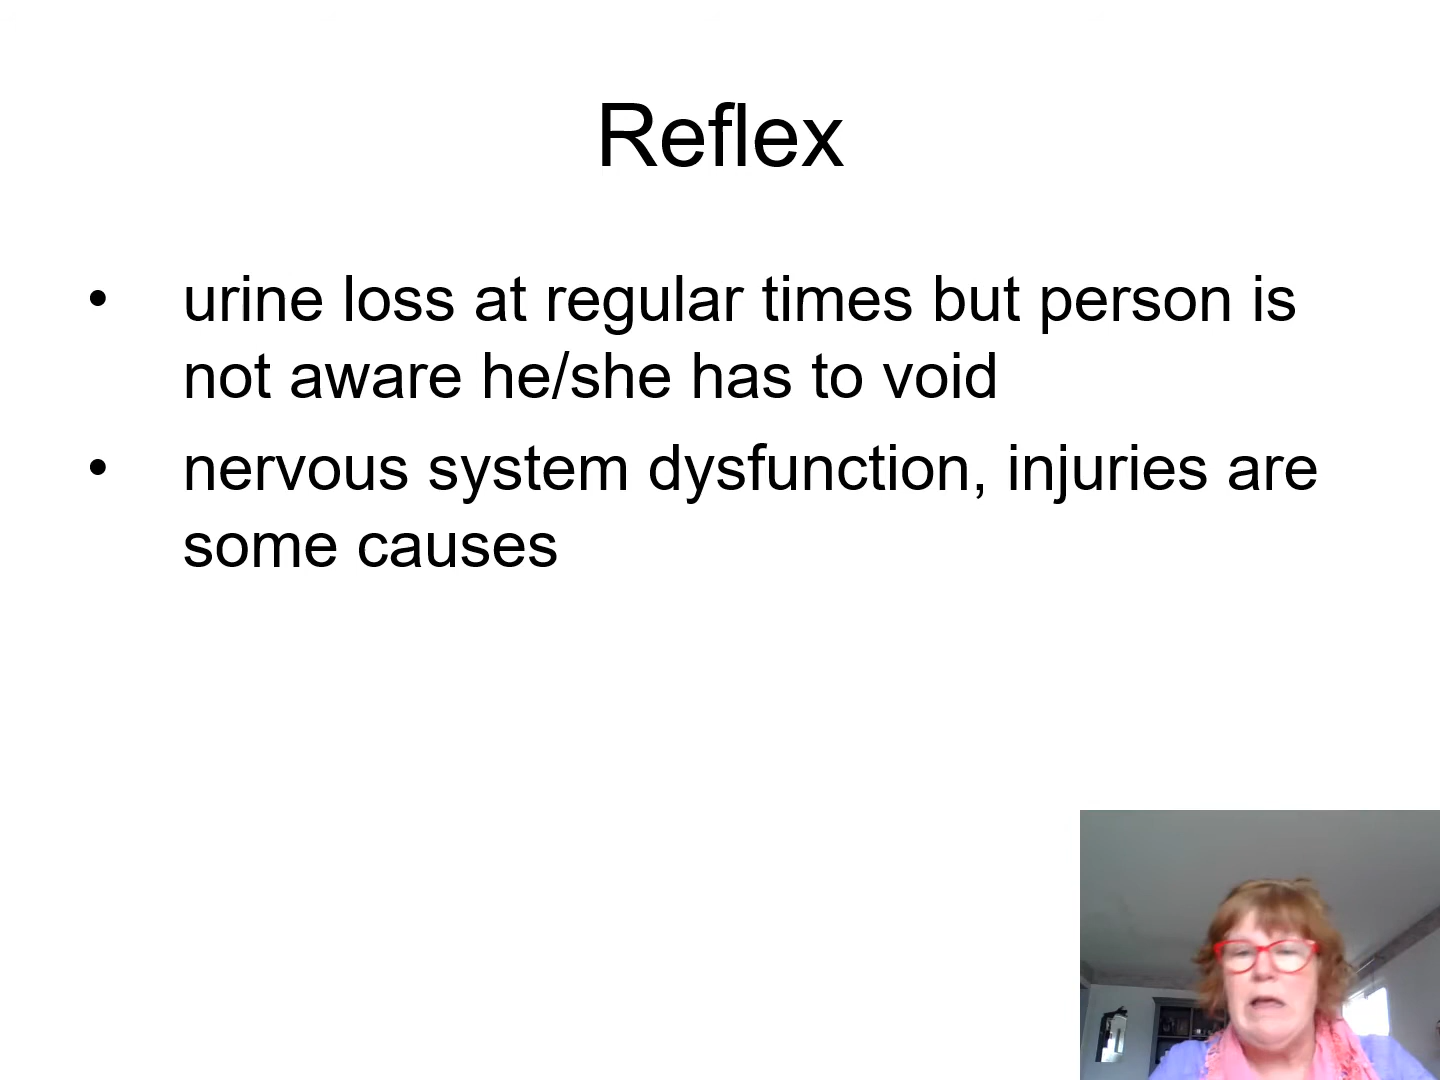 Reflex
• urine loss at regular times but person is
not aware he/she has to void
• nervous system dysfunction, injuries are
some causes